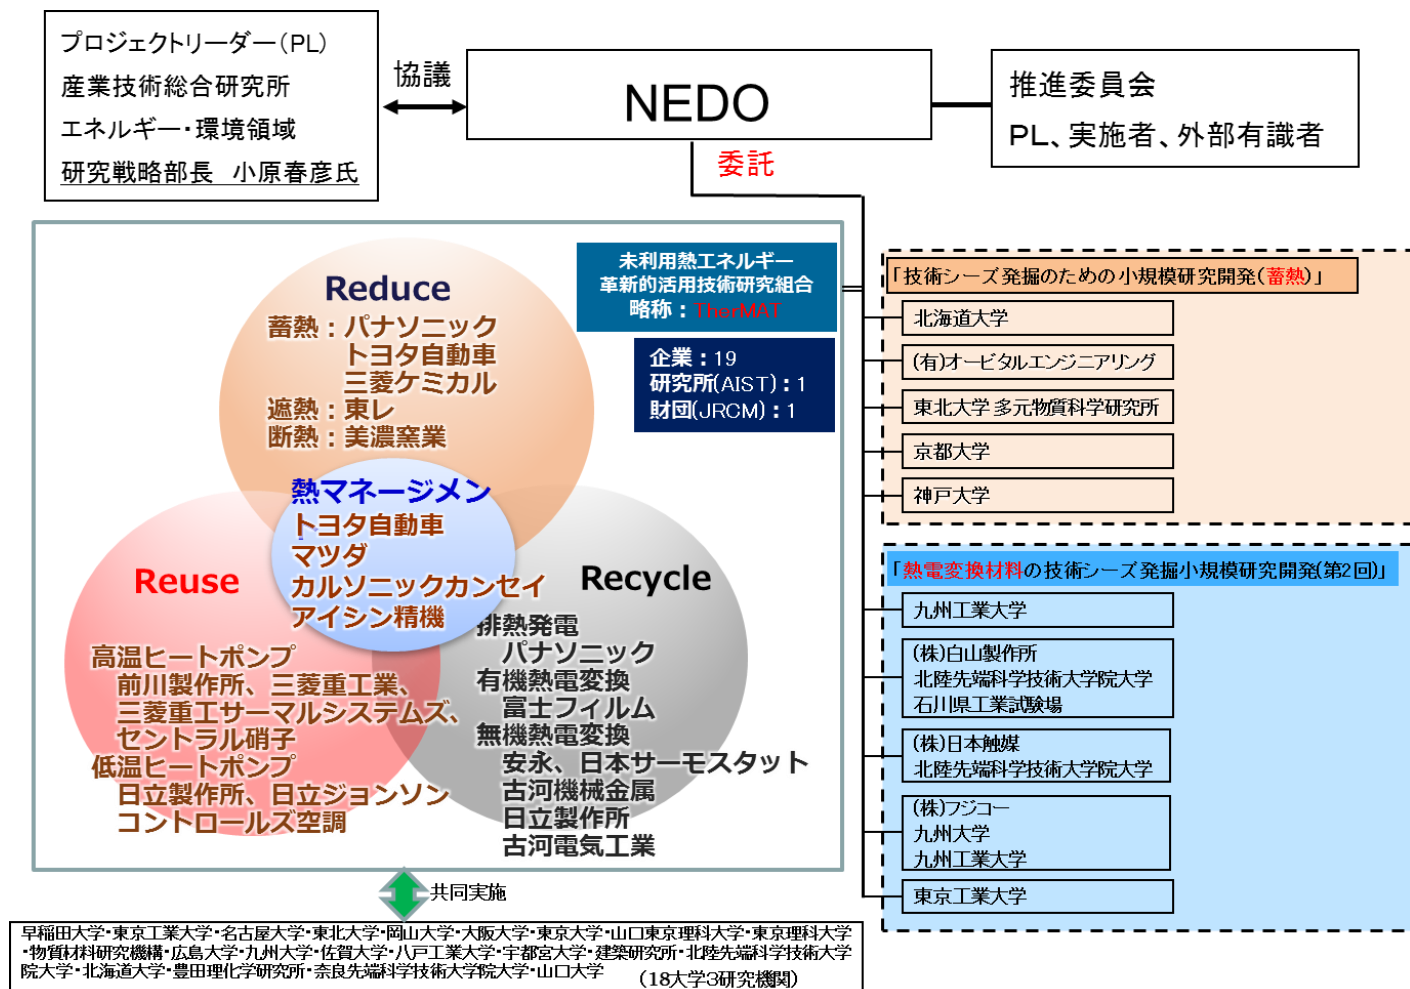 プロジェクトリーダー(PL)
産業技術総合研究所
エネルギー・環境領域
研究戦略部長 小原春彦氏
協議
NEDO
推進委員会
PL、実施者、外部有識者
委託
未利用熱エネルギー
革新的活用技術研究組合
略称：TherMAT
企業：19
研究所(AIST)：1
財団(JRCM)：1
Reduce
蓄熱：パナソニック
トヨタ自動車
三菱ケミカル
遮熱：東レ
断熱：美濃窯業
熱マネージメン
トヨタ自動車
マツダ
カルソニックカンセイ
アイシン精機
Reuse
高温ヒートポンプ
前川製作所、三菱重工業、
三菱重工サーマルシステムズ、
セントラル硝子
低温ヒートポンプ
日立製作所、日立ジョンソン
コントロールズ空調
Recycle
排熱発電
パナソニック
有機熱電変換
富士フィルム
無機熱電変換
安永、日本サーモスタット
古河機械金属
日立製作所
古河電気工業
「技術シーズ発掘のための小規模研究開発(蓄熱)」
北海道大学
(有)オービタルエンジニアリング
東北大学 多元物質科学研究所
京都大学
神戸大学
「熱電変換材料の技術シーズ発掘小規模研究開発(第2回)」
九州工業大学
(株)白山製作所
北陸先端科学技術大学院大学
石川県工業試験場
(株)日本触媒
北陸先端科学技術大学院大学
(株)フジコー
九州大学
九州工業大学
東京工業大学
共同実施
早稲田大学・東京工業大学・名古屋大学・東北大学・岡山大学・大阪大学・東京大学・山口東京理科大学・東京理科大学
・物質材料研究機構・広島大学・九州大学・佐賀大学・八戸工業大学・宇都宮大学・建築研究所・北陸先端科学技術大学
院大学・北海道大学・豊田理化学研究所・奈良先端科学技術大学院大学・山口大学
(18大学3研究機関)